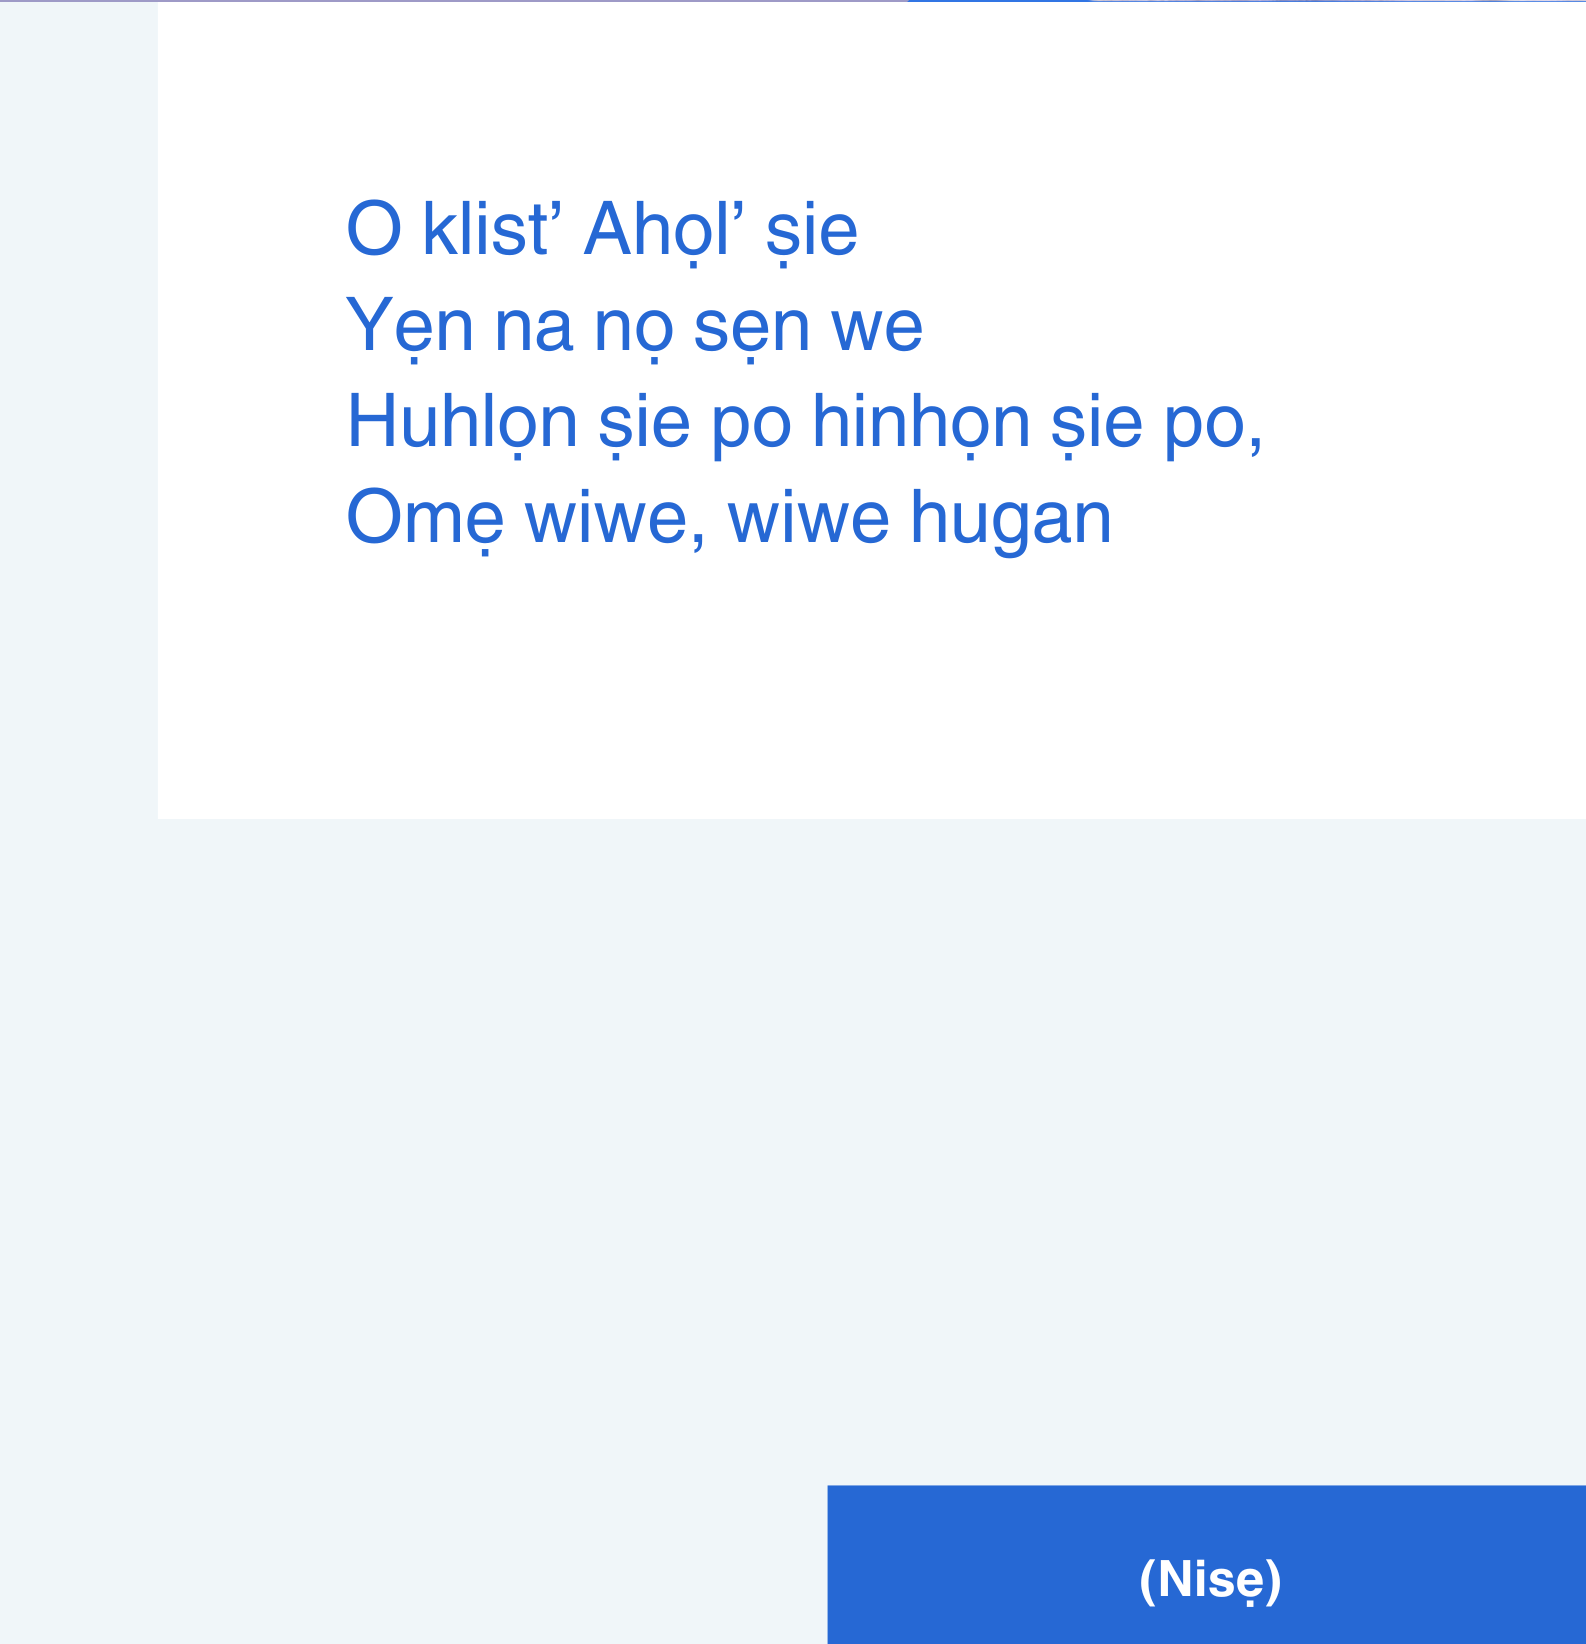 O klist’ Ahọl’ ṣie
Yẹn na nọ sẹn we
Huhlọn ṣie po hinhọn ṣie po,
Omẹ wiwe, wiwe hugan
(Nisẹ)